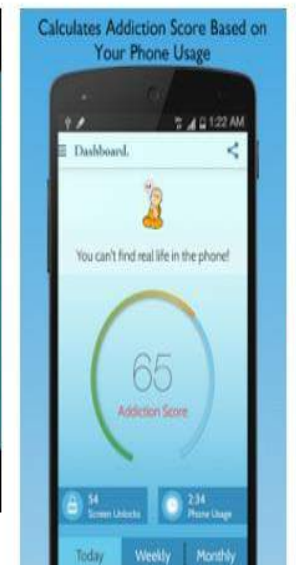 Calculates Addiction Score Based on
Your Phone Usage
1:22 AM
Dashboard.
You can't find real life in the phone!
65
Addiction Score
54
Screen Unlocks
2:34
Phone Usage
Today Weekly Monthly